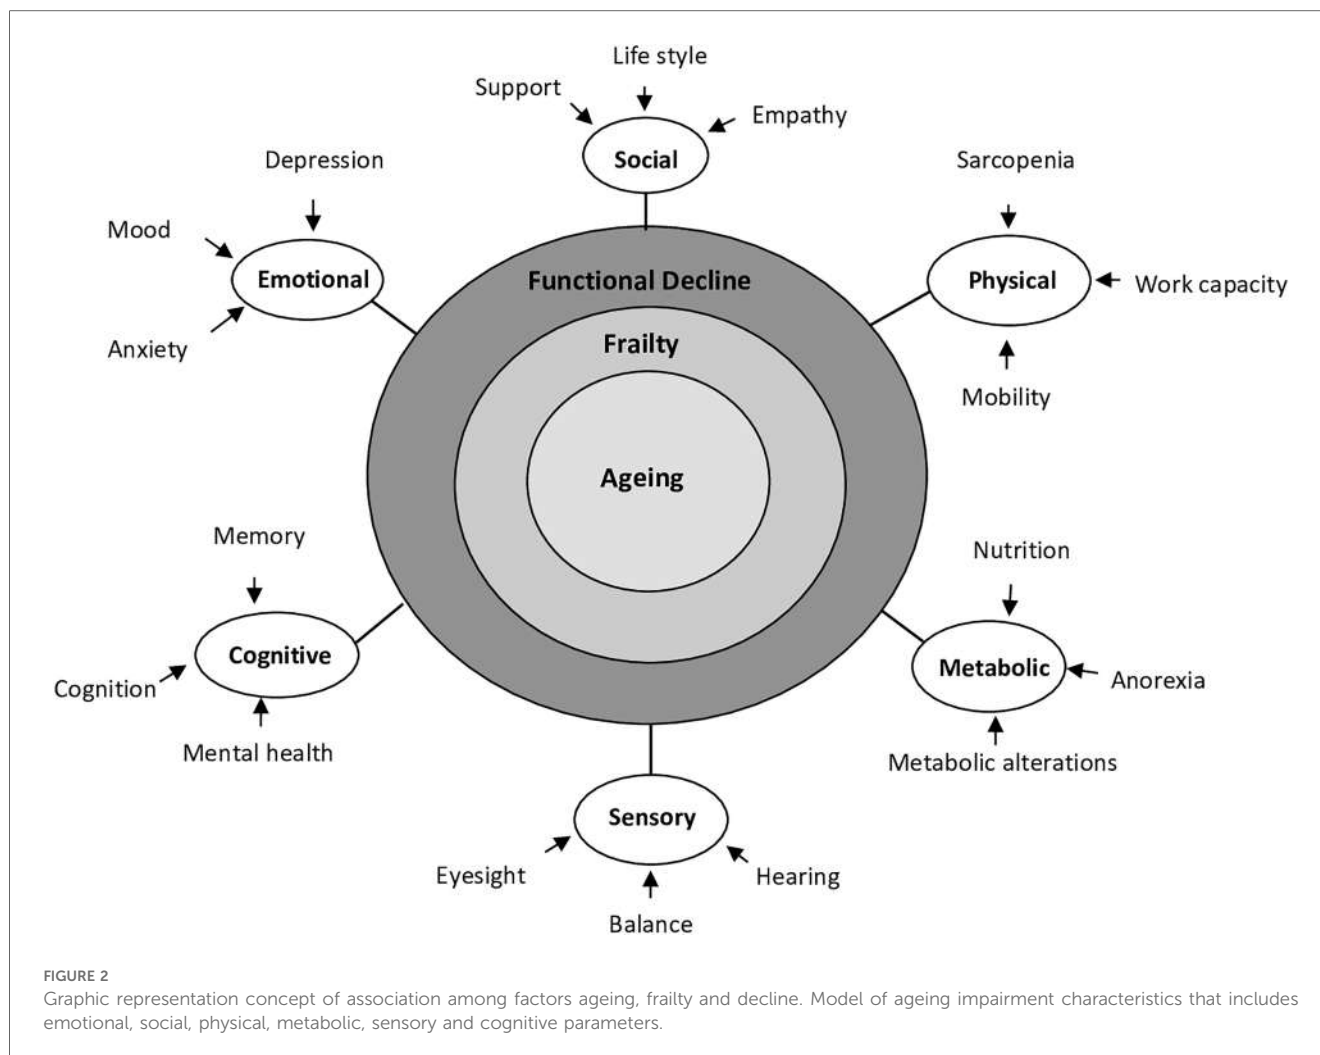 Life style
Support
Empathy
Social
Depression
Sarcopenia
Mood
Emotional
Functional Decline
Physical
Work capacity
Anxiety
Frailty
Mobility
Ageing
Memory
Nutrition
Cognitive
Metabolic
Cognition
Anorexia
Mental health
Metabolic alterations
Sensory
Eyesight
Hearing
Balance
FIGURE 2
Graphic representation concept of association among factors ageing, frailty and decline. Model of ageing impairment characteristics that includes
emotional, social, physical, metabolic, sensory and cognitive parameters.